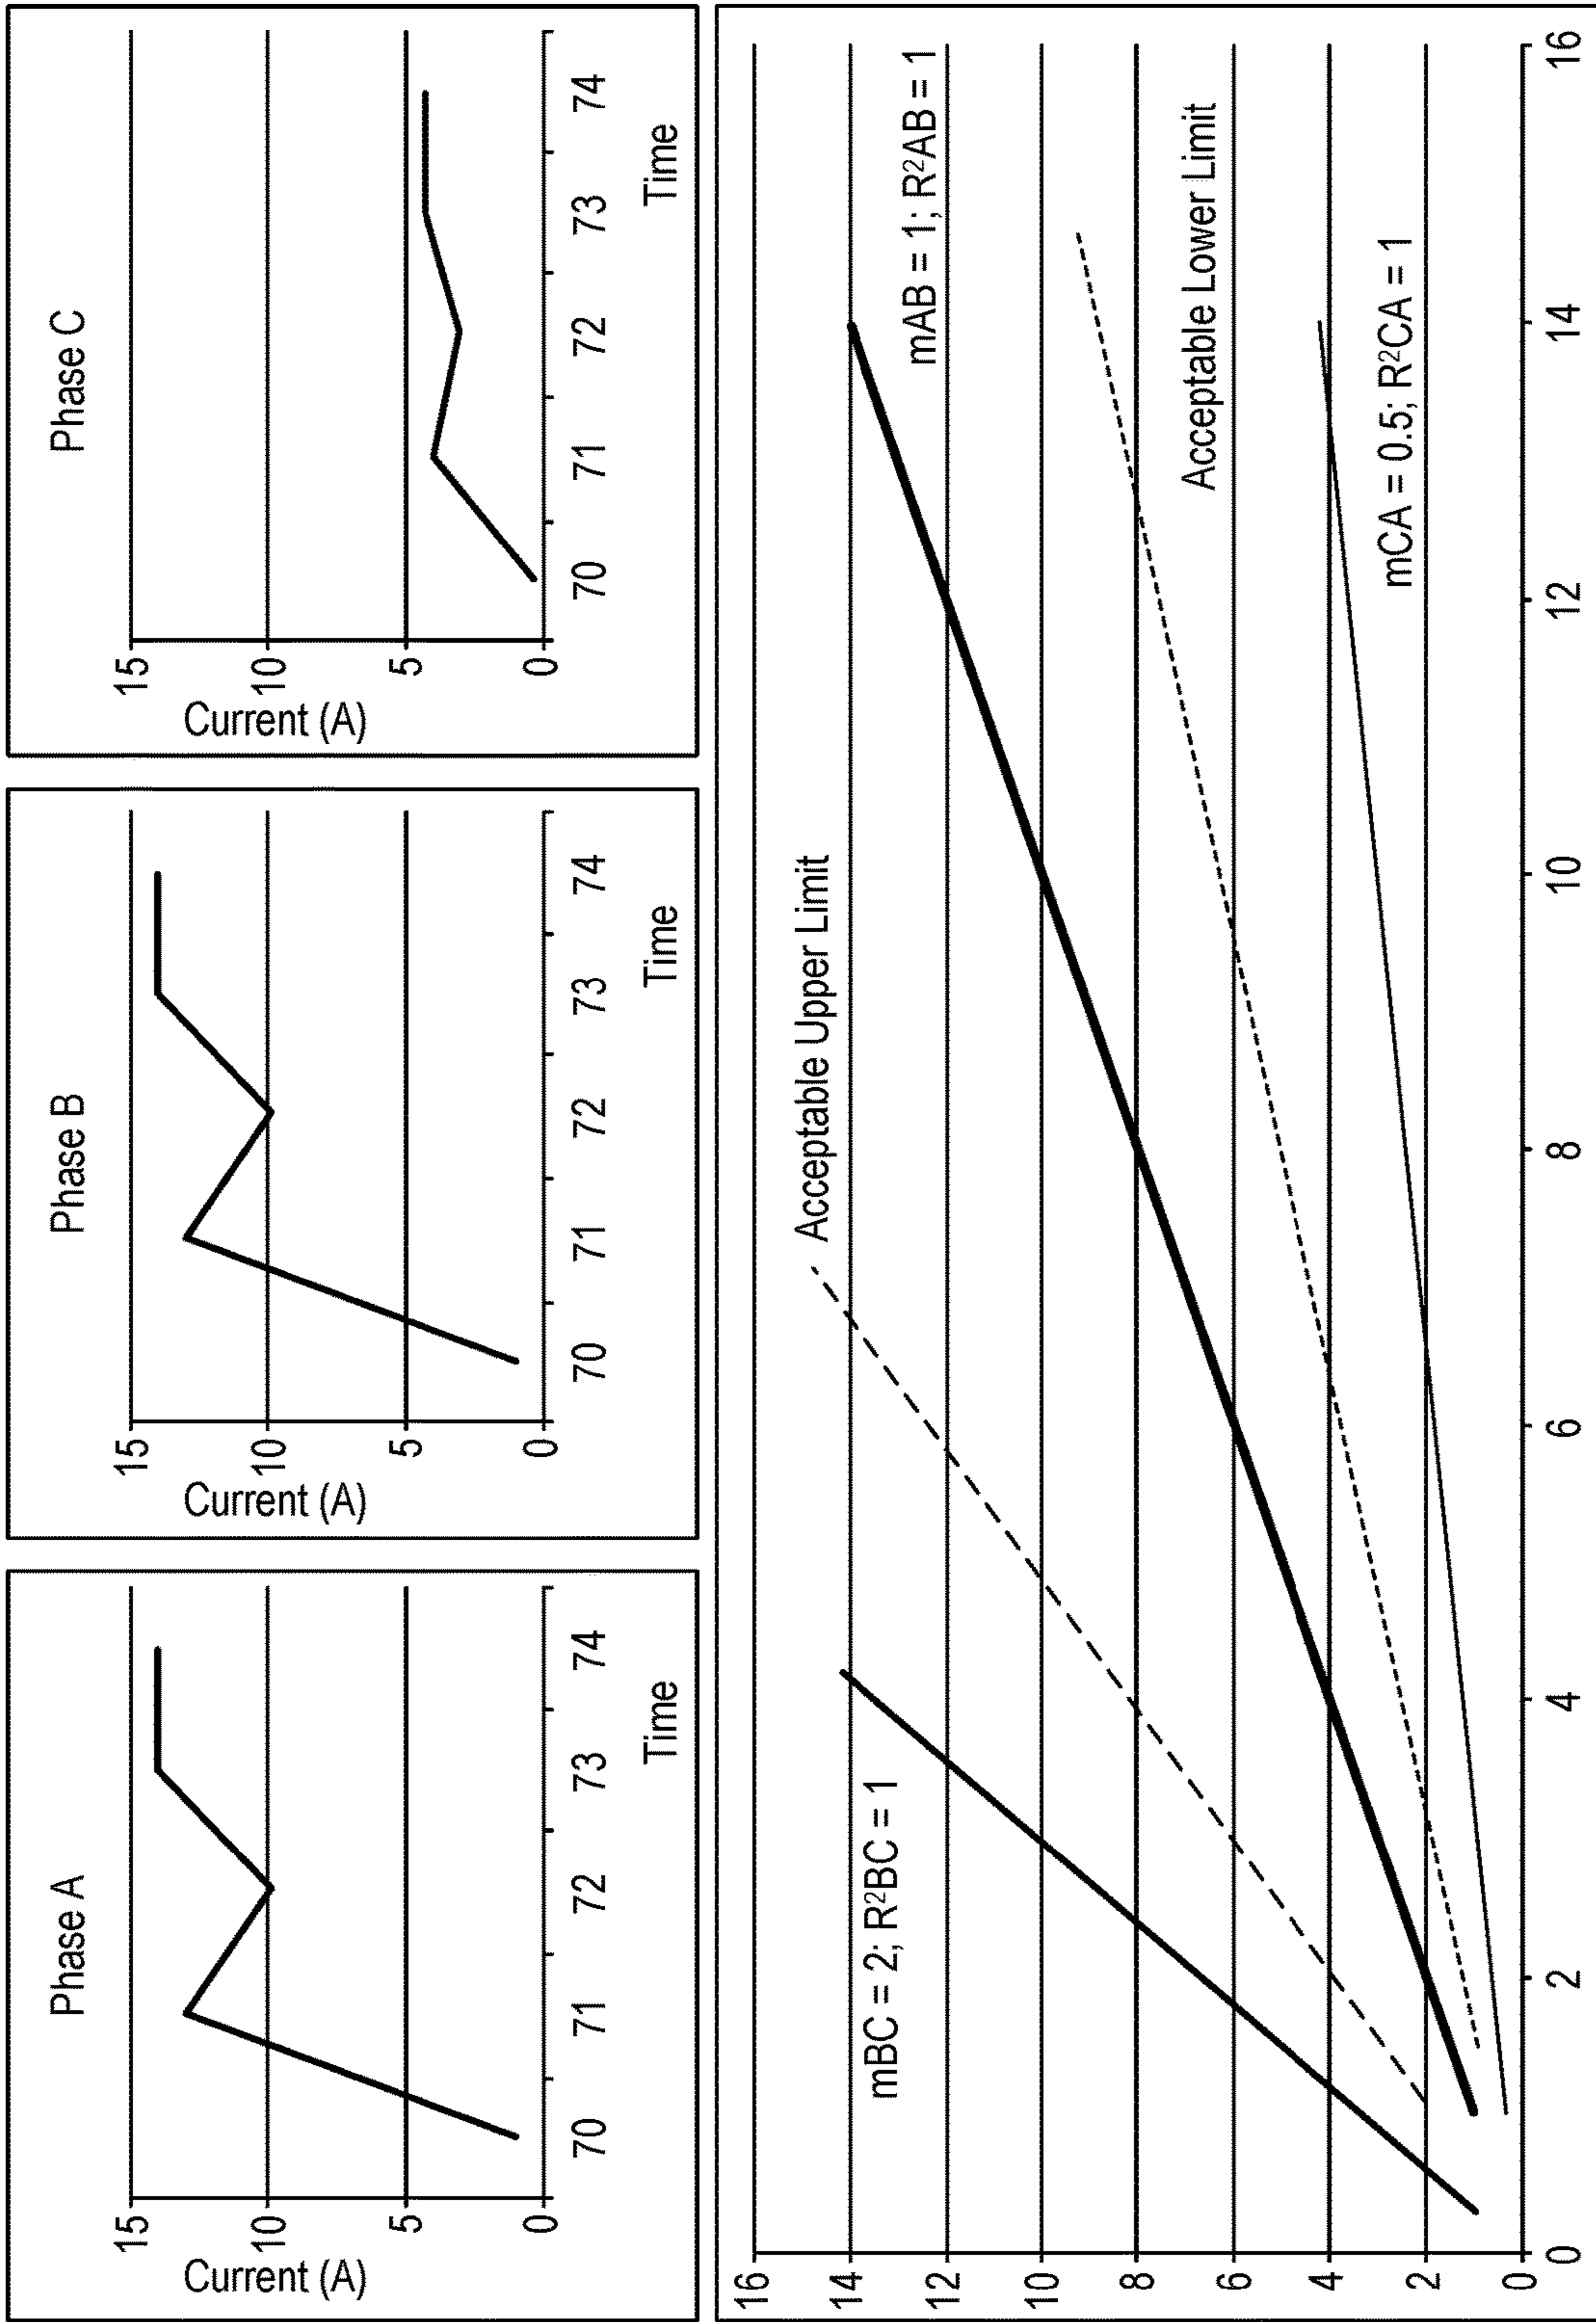 Phase A
Current (A)
15
10
5
0
70 71 72 73 74
Time
Phase B
Current (A)
15
10
5
0
70 71 72 73 74
Time
Phase C
Current (A)
15
10
5
0
70 71 72 73 74
Time
16
14
12
10
8
6
4
2
0
mBC = 2; R²BC = 1
Acceptable Upper Limit
mAB = 1; R²AB = 1
Acceptable Lower Limit
mCA = 0.5; R²CA = 1
0 2 4 6 8 10 12 14 16